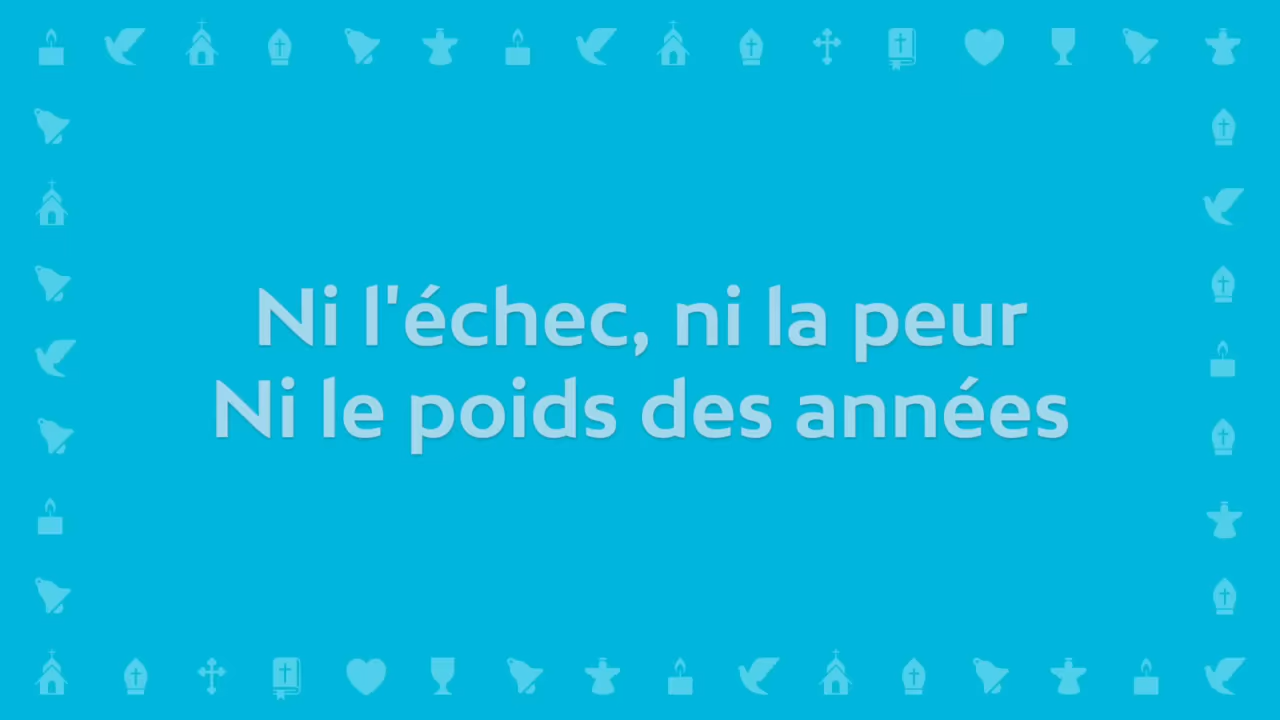 Ni l'échec, ni la peur
Ni le poids des années